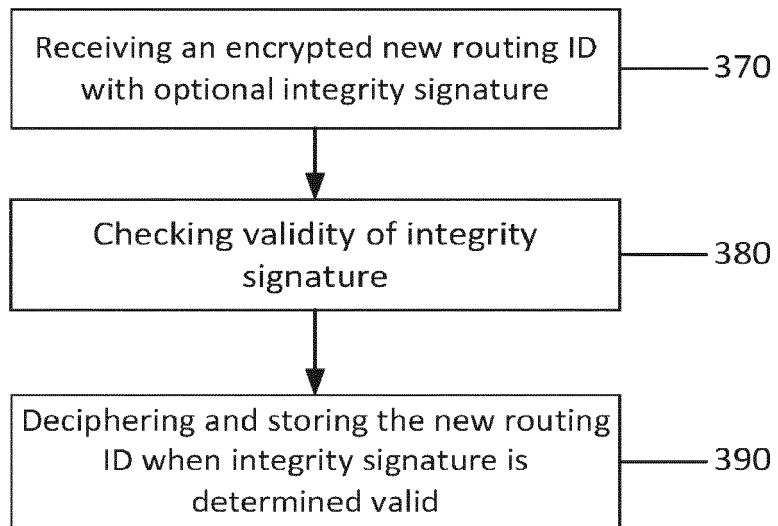 Receiving an encrypted new routing ID
with optional integrity signature
370
Checking validity of integrity
signature
380
Deciphering and storing the new routing
ID when integrity signature is
determined valid
390